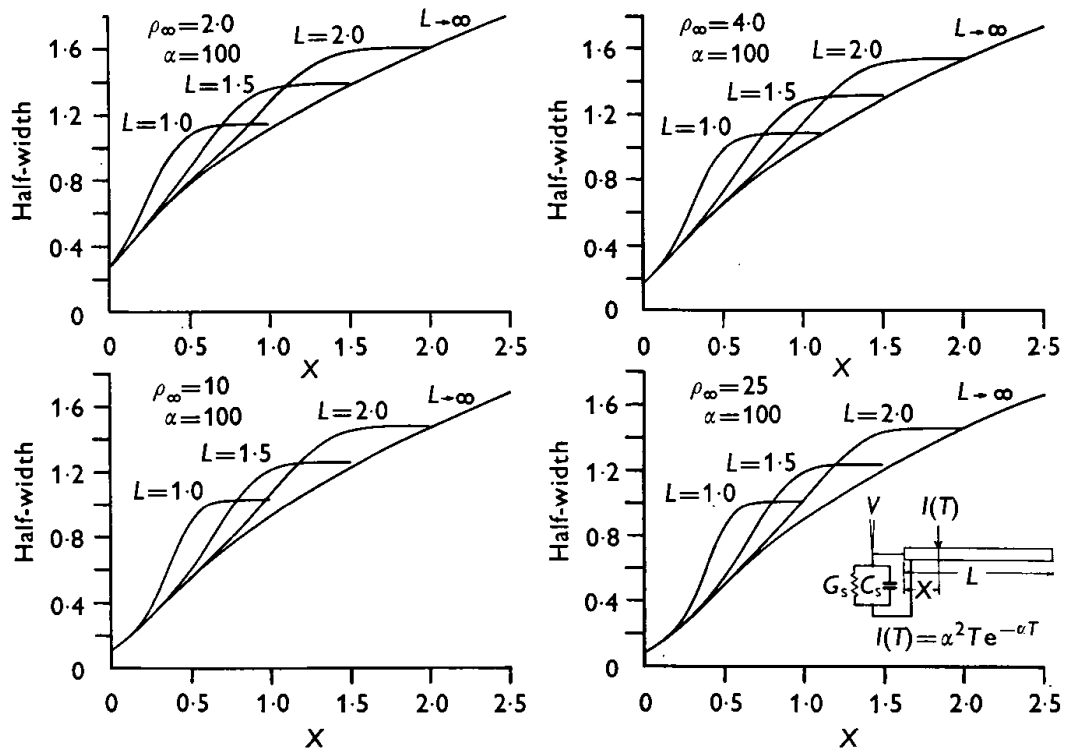 ρ∞=2·0
α=100
L=2·0
L→∞
L=1·5
L=1·0
Half-width
1·6
1·2
0·8
0·4
0
0 0·5 1·0 1·5 2·0 2·5
X
ρ∞=4·0
α=100
L=2·0
L→∞
L=1·5
L=1·0
Half-width
1·6
1·2
0·8
0·4
0
0 0·5 1·0 1·5 2·0 2·5
X
ρ∞=10
α=100
L=2·0
L→∞
L=1·5
L=1·0
Half-width
1·6
1·2
0·8
0·4
0
0 0·5 1·0 1·5 2·0 2·5
X
ρ∞=25
α=100
L=2·0
L→∞
L=1·5
L=1·0
Half-width
1·6
1·2
0·8
0·4
0
V
I(T)
Gs
Cs
X
L
I(T)=α²Te^-αT
0 0·5 1·0 1·5 2·0 2·5
X